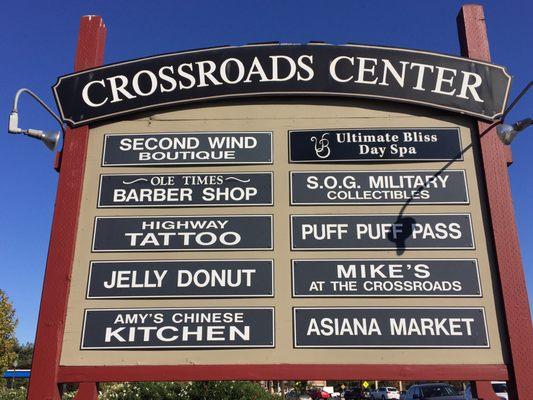 CROSSROADS CENTER
SECOND WIND
BOUTIQUE
OLE TIMES
BARBER SHOP
HIGHWAY
TATTOO
JELLY DONUT
AMY'S CHINESE
KITCHEN
Ultimate Bliss
Day Spa
S.O.G. MILITARY
COLLECTIBLES
PUFF PUFF PASS
MIKE'S
AT THE CROSSROADS
ASIANA MARKET